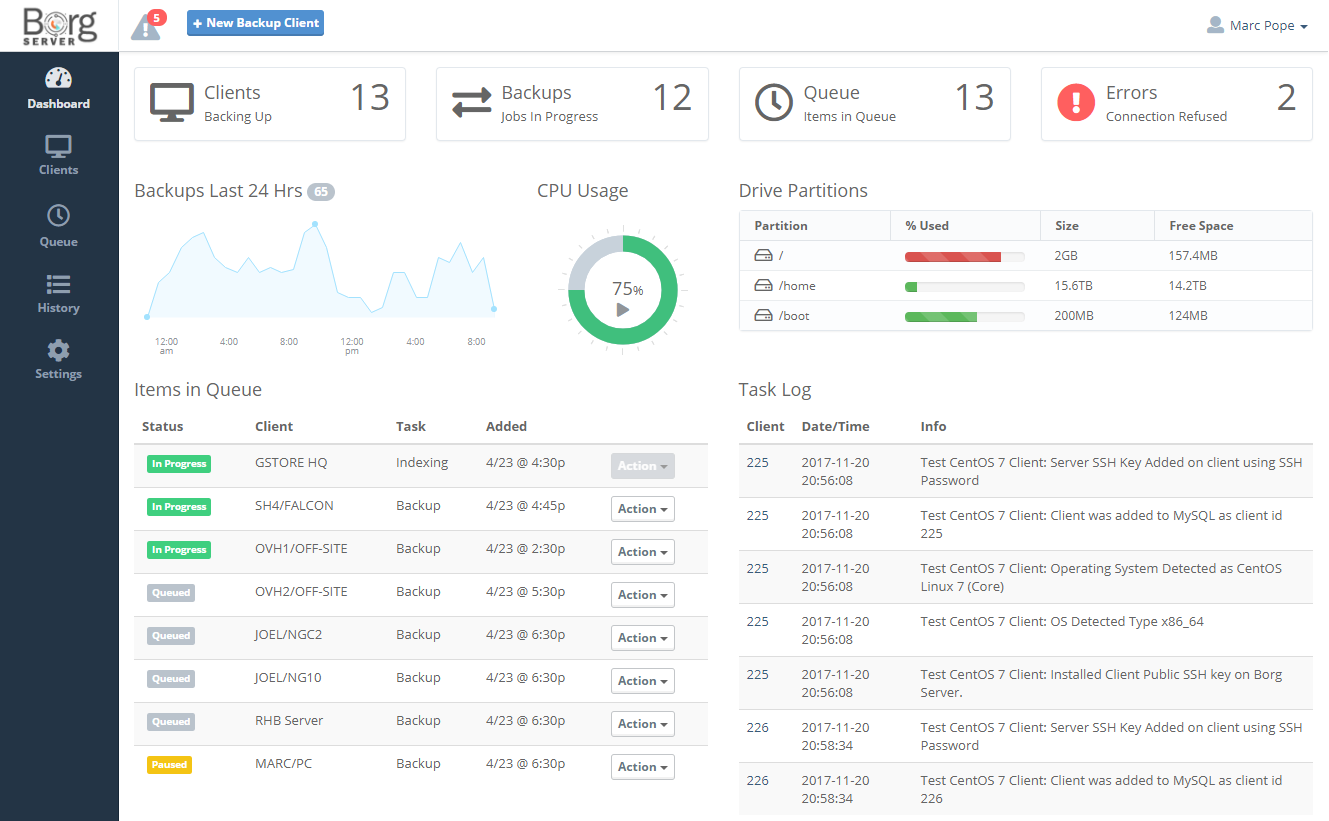 Borg
SERVER
5
+ New Backup Client
Marc Pope
Dashboard
Clients
Queue
History
Settings
Clients
Backing Up
13
Backups
Jobs In Progress
12
Queue
Items in Queue
13
Errors
Connection Refused
2
Backups Last 24 Hrs 65
12:00 am
4:00
8:00
12:00 pm
4:00
8:00
CPU Usage
75%
Drive Partitions
Partition % Used Size Free Space
/ 2GB 157.4MB
/home 15.6TB 14.2TB
/boot 200MB 124MB
Items in Queue
Status Client Task Added
In Progress GSTORE HQ Indexing 4/23 @ 4:30p Action
In Progress SH4/FALCON Backup 4/23 @ 4:45p Action
In Progress OVH1/OFF-SITE Backup 4/23 @ 2:30p Action
Queued OVH2/OFF-SITE Backup 4/23 @ 5:30p Action
Queued JOEL/NGC2 Backup 4/23 @ 6:30p Action
Queued JOEL/NG10 Backup 4/23 @ 6:30p Action
Queued RHB Server Backup 4/23 @ 6:30p Action
Paused MARC/PC Backup 4/23 @ 6:30p Action
Task Log
Client Date/Time Info
225 2017-11-20 Test CentOS 7 Client: Server SSH Key Added on client using SSH
20:56:08 Password
225 2017-11-20 Test CentOS 7 Client: Client was added to MySQL as client id
20:56:08 225
225 2017-11-20 Test CentOS 7 Client: Operating System Detected as CentOS
20:56:08 Linux 7 (Core)
225 2017-11-20 Test CentOS 7 Client: OS Detected Type x86_64
20:56:08
225 2017-11-20 Test CentOS 7 Client: Installed Client Public SSH key on Borg
20:56:08 Server.
226 2017-11-20 Test CentOS 7 Client: Server SSH Key Added on client using SSH
20:58:34 Password
226 2017-11-20 Test CentOS 7 Client: Client was added to MySQL as client id
20:58:34 226